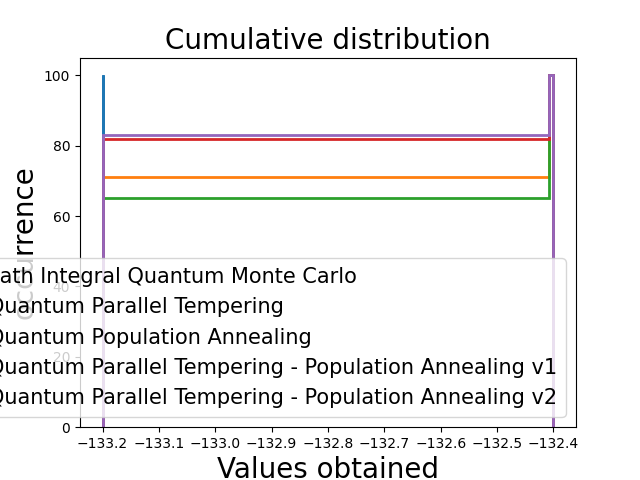 Cumulative distribution
100
80
60
40
20
0
occurrence
ath Integral Quantum Monte Carlo
Quantum Parallel Tempering
Quantum Population Annealing
Quantum Parallel Tempering - Population Annealing v1
Quantum Parallel Tempering - Population Annealing v2
−133.2 −133.1 −133.0 −132.9 −132.8 −132.7 −132.6 −132.5 −132.4
Values obtained